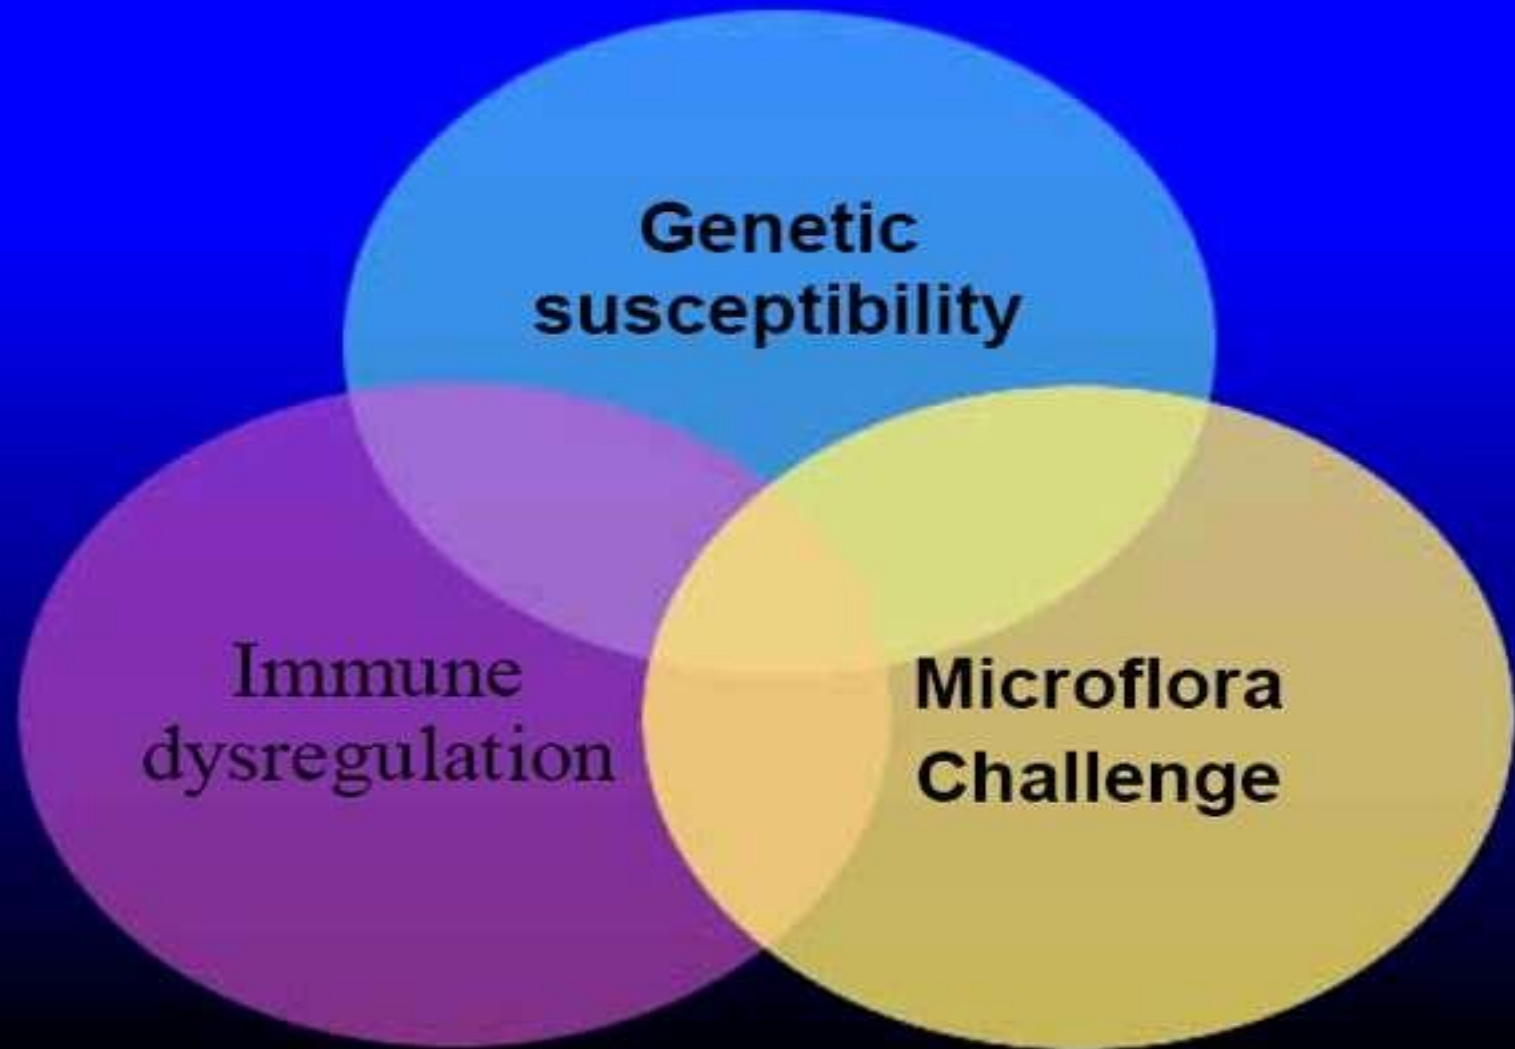 Genetic
susceptibility
Immune
dysregulation
Microflora
Challenge